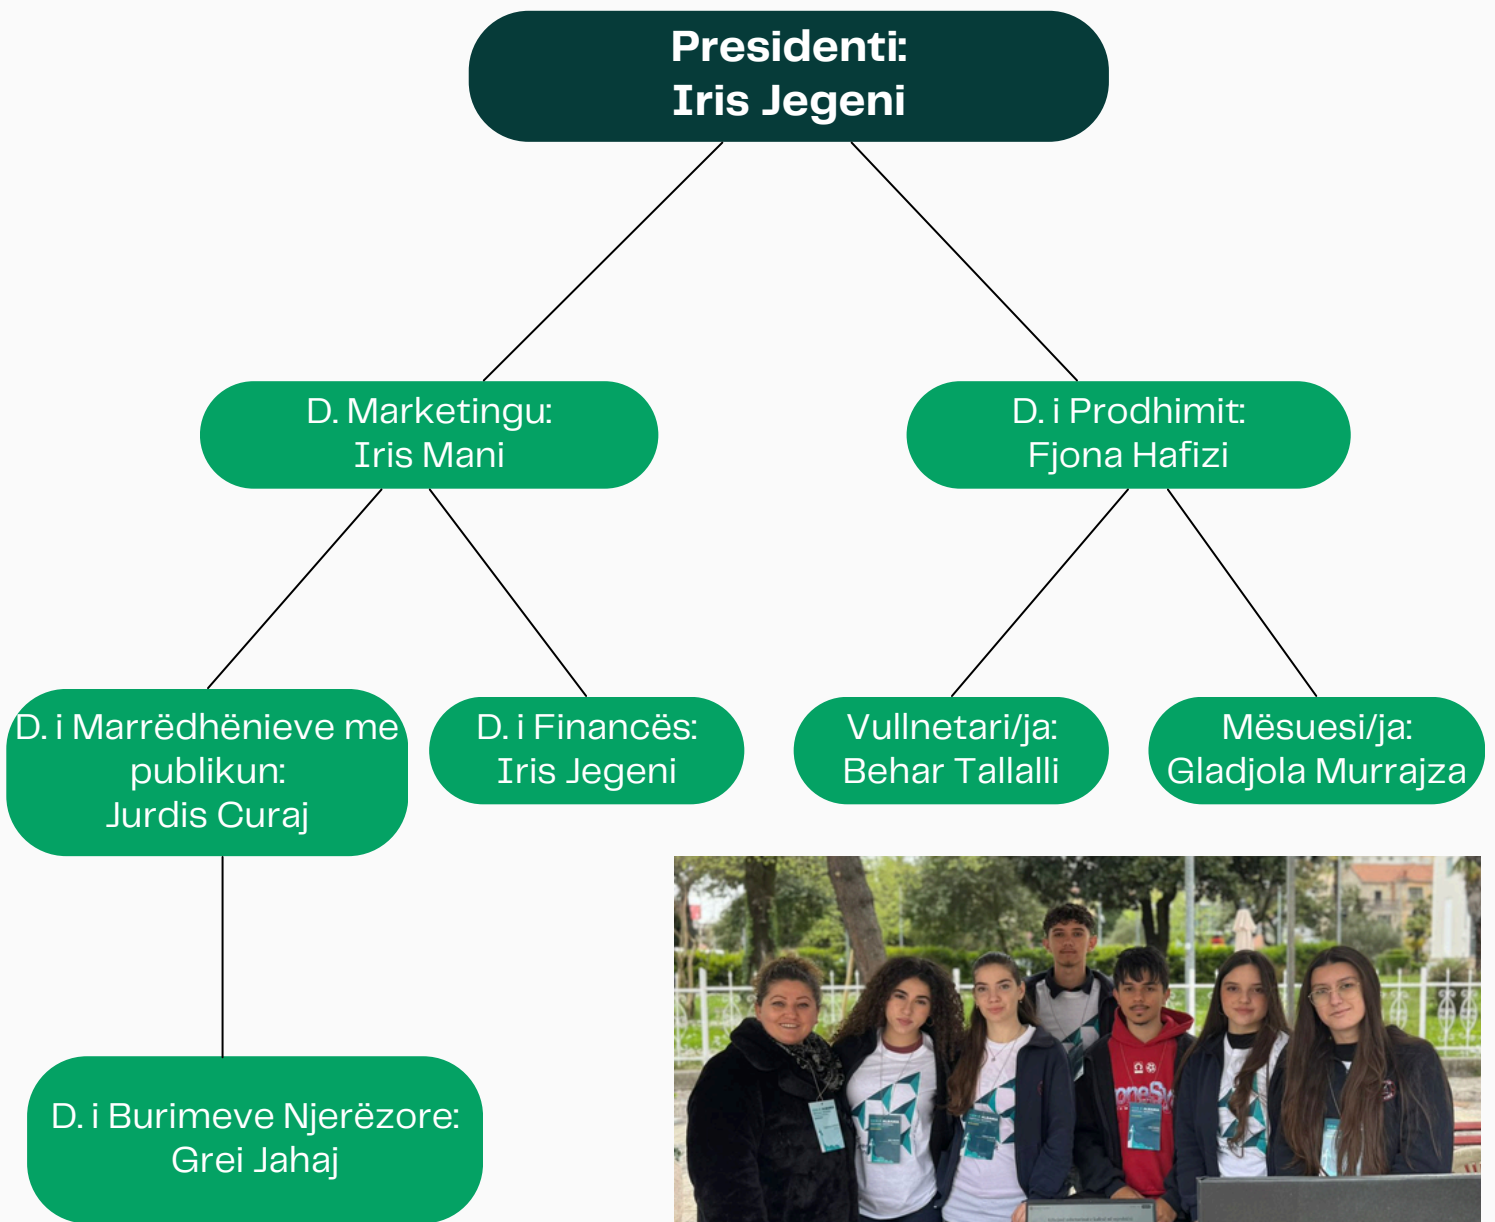 Presidenti:
Iris Jegeni
D. Marketingu:
Iris Mani
D. i Prodhimit:
Fjona Hafizi
D. i Marrëdhënieve me
publikun:
Jurdis Curaj
D. i Financës:
Iris Jegeni
Vullnetari/ja:
Behar Tallalli
Mësuesi/ja:
Gladjola Murrajza
D. i Burimeve Njerëzore:
Grei Jahaj